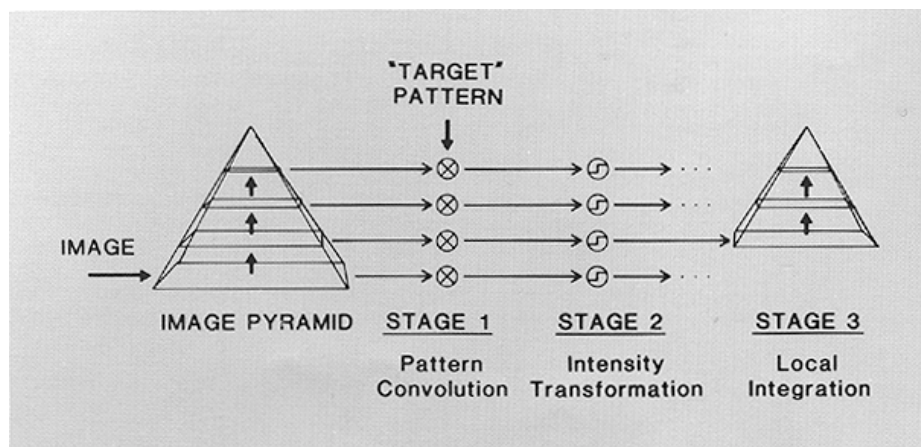 "TARGET"
PATTERN
IMAGE
IMAGE PYRAMID
STAGE 1
Pattern
Convolution
STAGE 2
Intensity
Transformation
STAGE 3
Local
Integration